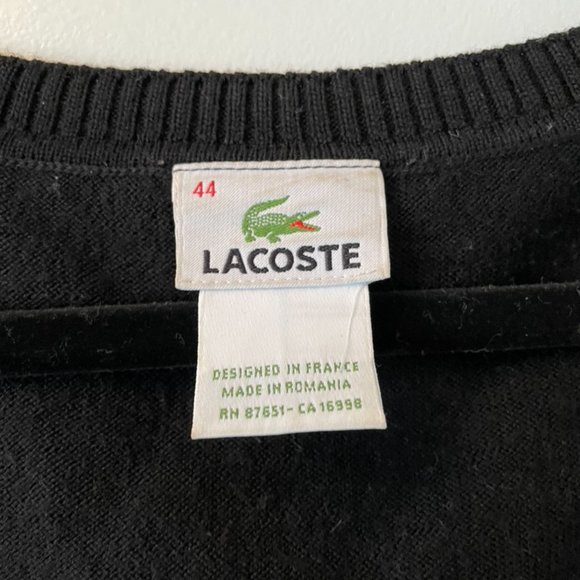 44
LACOSTE
DESIGNED IN FRANCE
MADE IN ROMANIA
RN 87651- CA 16998